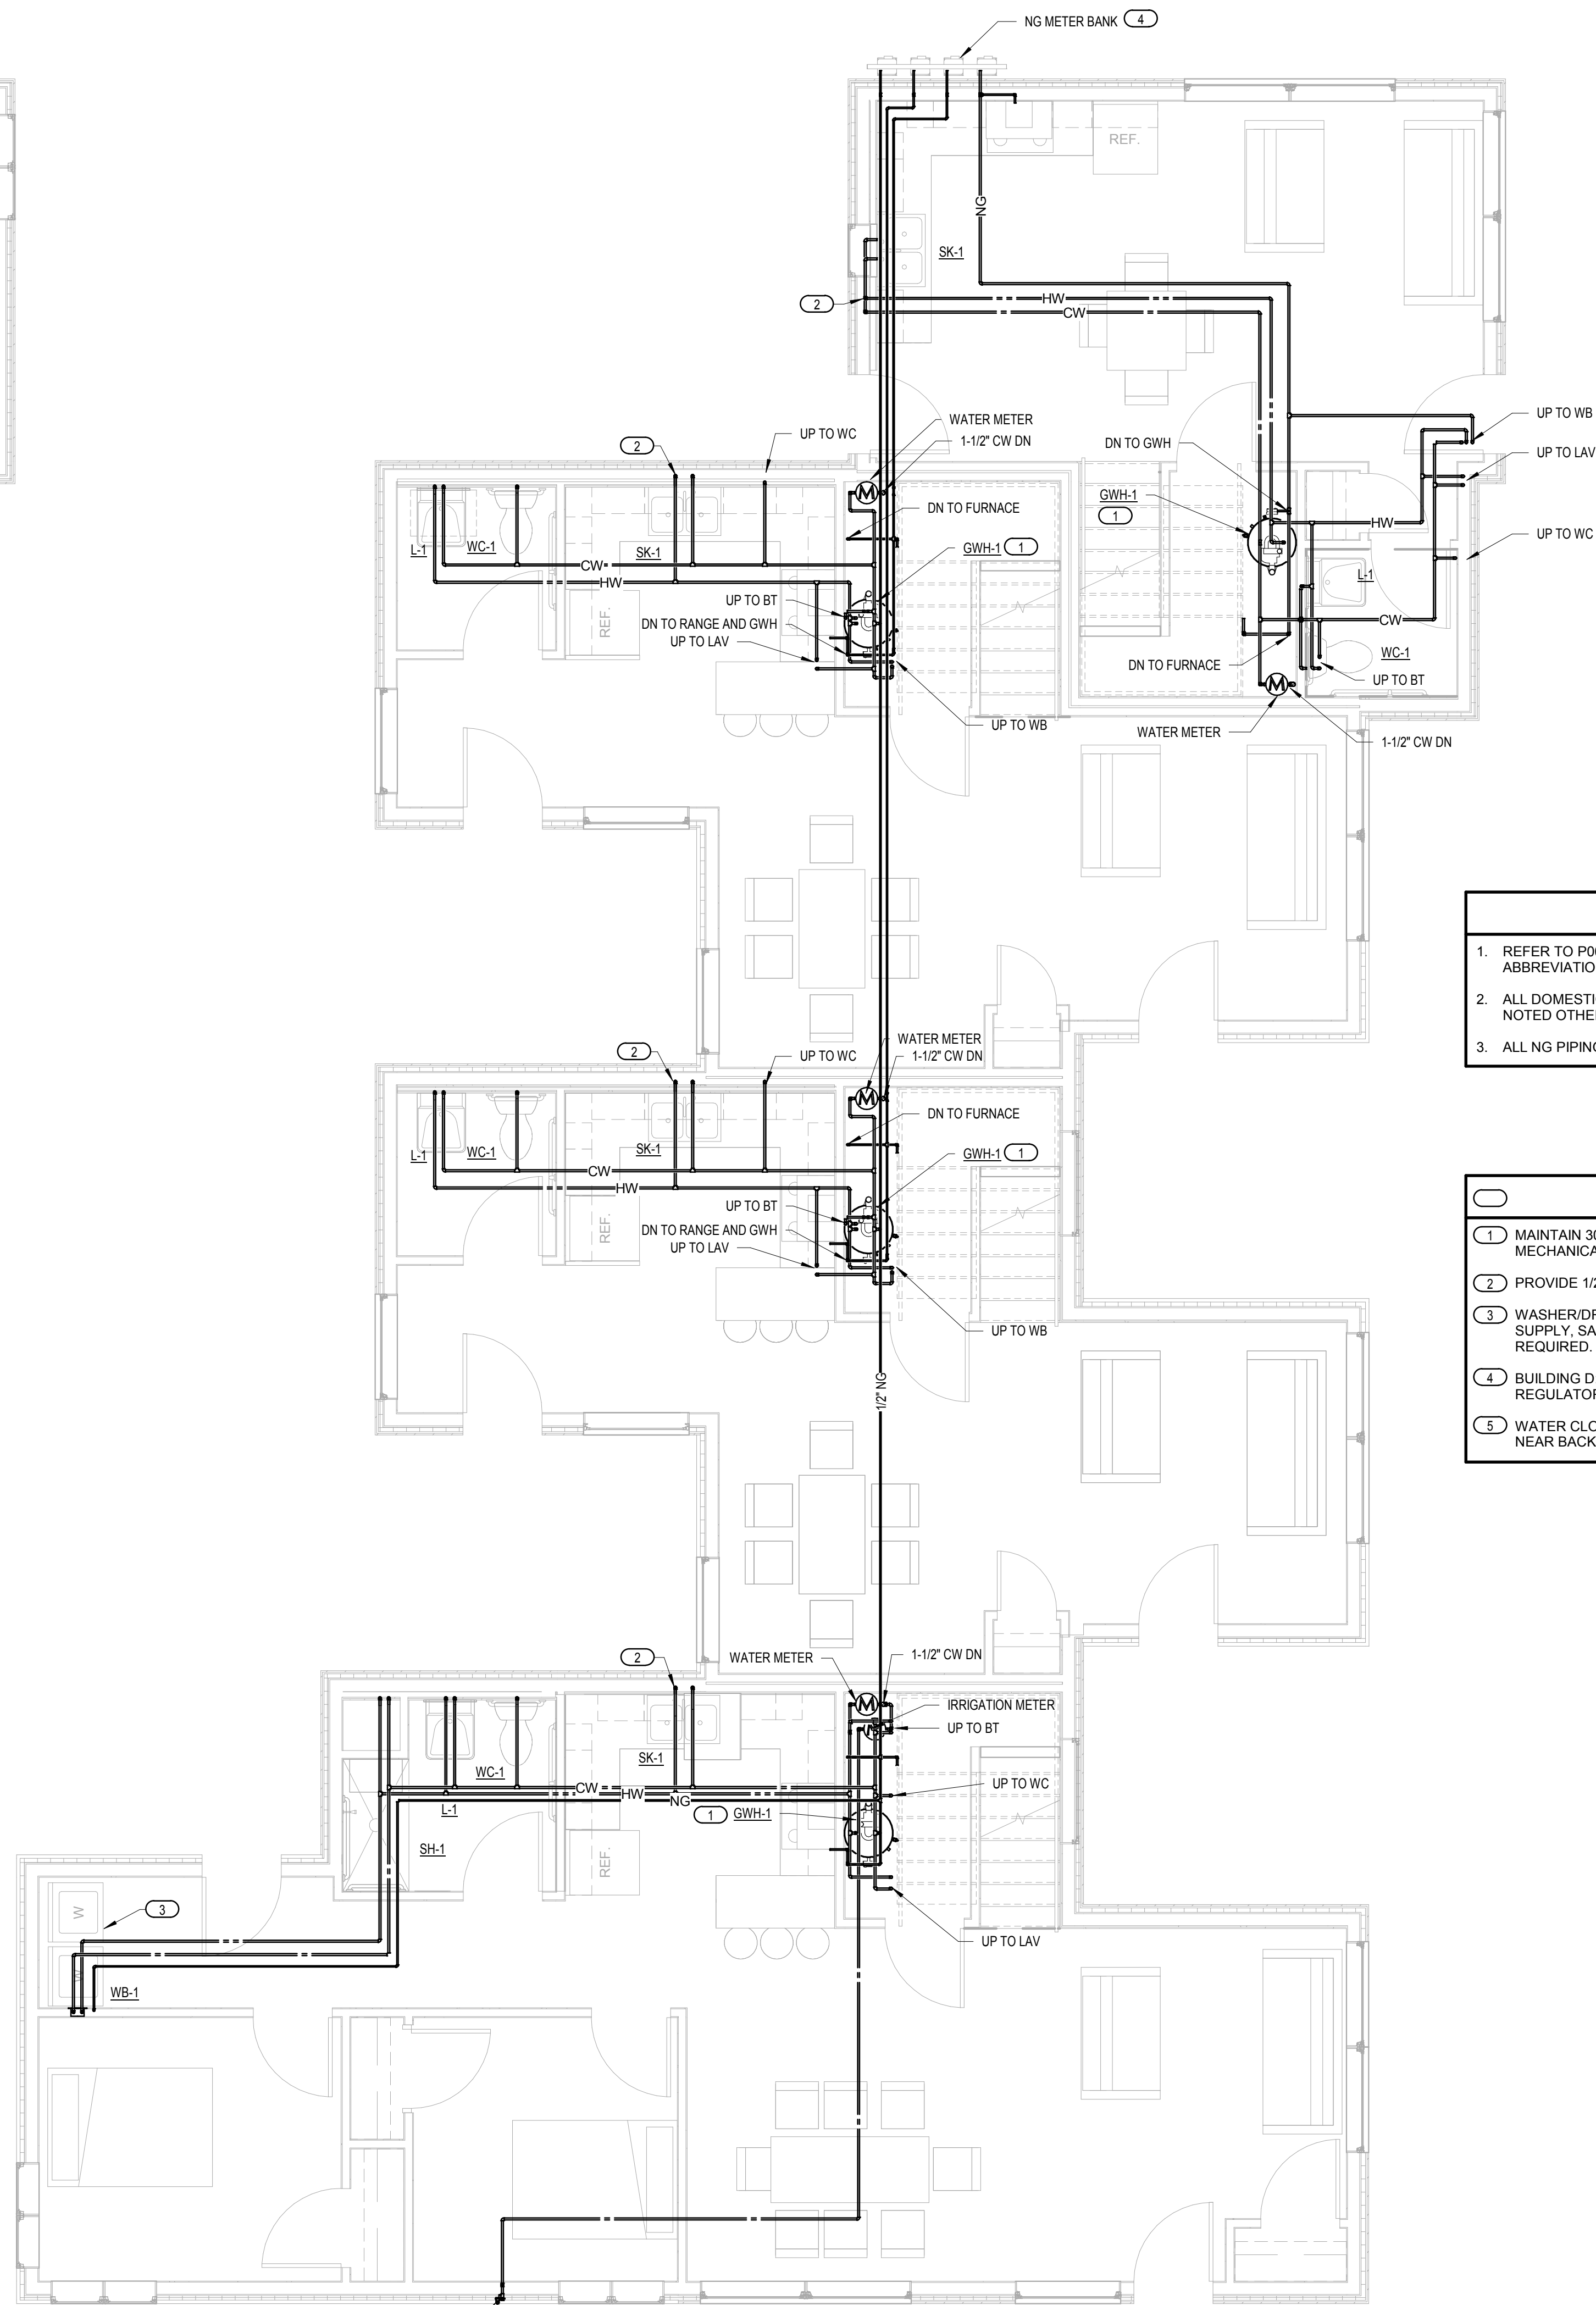 NG METER BANK 4
REF.
NG
SK-1
2
HW
CW
UP TO WB
UP TO LAV
UP TO WC
WATER METER
1-1/2" CW DN
UP TO WC
2
DN TO GWH
GWH-1
1
DN TO FURNACE
GWH-1 1
L-1
WC-1
SK-1
CW
HW
REF.
UP TO BT
DN TO RANGE AND GWH
UP TO LAV
UP TO WB
M
HW
L-1
CW
WC-1
DN TO FURNACE
UP TO BT
M
WATER METER
1-1/2" CW DN
1. REFER TO
ABBREVIATIO
2. ALL DOMESTI
NOTED OTHE
3. ALL NG PIPING
WATER METER
1-1/2" CW DN
UP TO WC
2
M
DN TO FURNACE
GWH-1 1
L-1
WC-1
SK-1
CW
HW
REF.
UP TO BT
DN TO RANGE AND GWH
UP TO LAV
UP TO WB
1/2" NG
1 MAINTAIN 30
MECHANICA
2 PROVIDE 1/2
3 WASHER/DR
SUPPLY, SA
REQUIRED.
4 BUILDING D
REGULATOR
5 WATER CLO
NEAR BACK
2
WATER METER
1-1/2" CW DN
M
IRRIGATION METER
UP TO BT
UP TO WC
SK-1
WC-1
L-1
CW
HW
NG
1 GWH-1
SH-1
REF.
UP TO LAV
W
3
W
WB-1